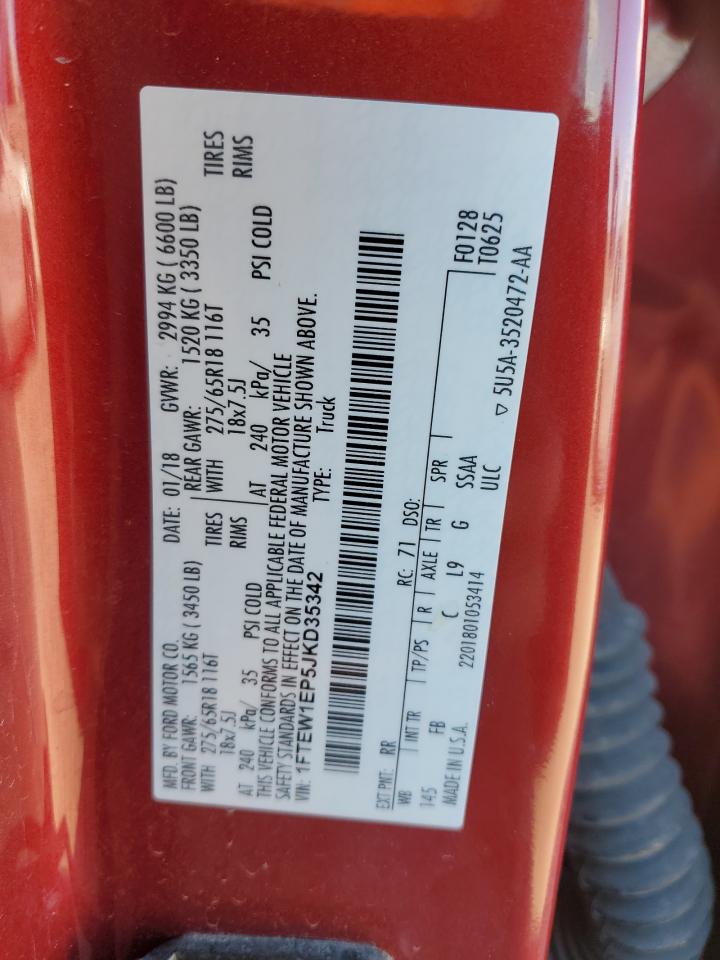 MFD. BY FORD MOTOR CO. DATE: 01/18 GVWR: 2994 KG ( 6600 LB)
FRONT GAWR: 1565 KG ( 3450 LB) REAR GAWR: 1520 KG ( 3350 LB)
WITH 275/65R18 116T TIRES WITH 275/65R18 116T TIRES
18x7.5J RIMS 18x7.5J RIMS
AT 240 kPa/ 35 PSI COLD AT 240 kPa/ 35 PSI COLD
THIS VEHICLE CONFORMS TO ALL APPLICABLE FEDERAL MOTOR VEHICLE
SAFETY STANDARDS IN EFFECT ON THE DATE OF MANUFACTURE SHOWN ABOVE.
VIN: 1FTEW1EP5JKD35342 TYPE: Truck
EXT PNT: RR RC: 71 DSO: F0128
WB INT TR TP/PS R AXLE TR SPR T0625
145 FB C L9 G SSAA
MADE IN U.S.A. 2201801053414 ULC
▽ 5U5A-3520472-AA